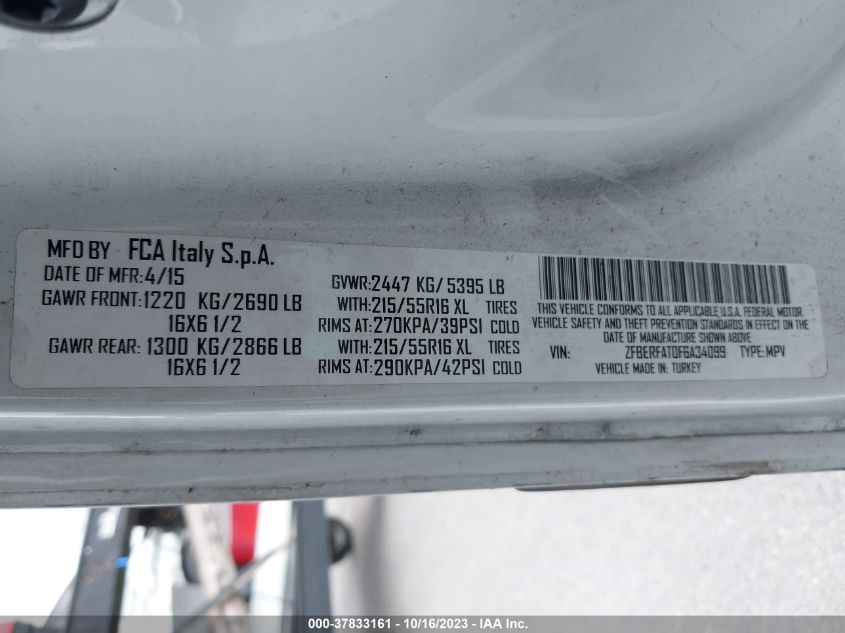 MFD BY FCA Italy S.p.A.
DATE OF MFR:4/15
GAWR FRONT:1220 KG/2690 LB
16X6 1/2
GAWR REAR: 1300 KG/2866 LB
16X6 1/2
GVWR:2447 KG/5395 LB
WITH:215/55R16 XL TIRES
RIMS AT:270KPA/39PSI COLD
WITH:215/55R16 XL TIRES
RIMS AT:290KPA/42PSI COLD
THIS VEHICLE CONFORMS TO ALL APPLICABLE U.S.A. FEDERAL MOTOR
VEHICLE SAFETY AND THEFT PREVENTION STANDARDS IN EFFECT ON THE
DATE OF MANUFACTURE SHOWN ABOVE
VIN: ZFBERFAT0F6A34099 TYPE: MPV
VEHICLE MADE IN: TURKEY
000-37833161 - 10/16/2023 - IAA Inc.